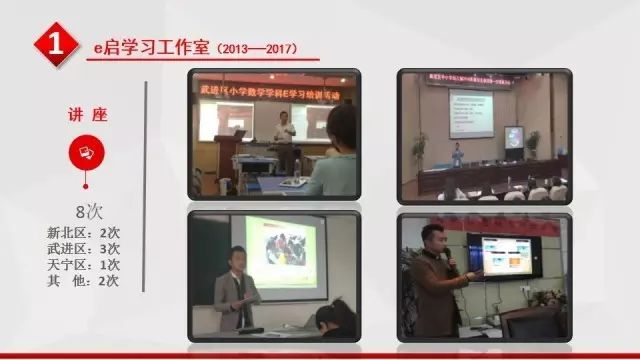 1
e启学习工作室（2013——2017）
讲 座
8次
新北区：2次
武进区：3次
天宁区：1次
其 他：2次
武进区小学数学学科E学习培训活动